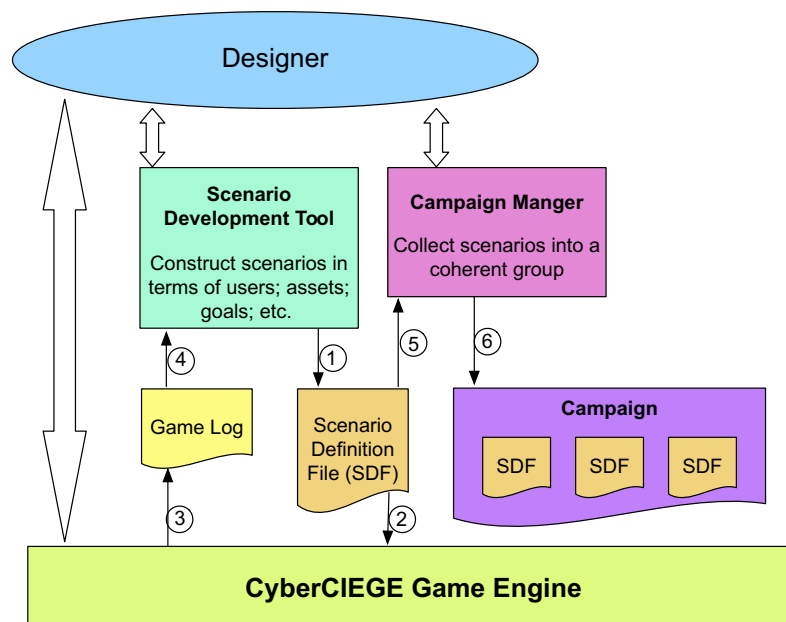 Designer
Scenario
Development Tool
Construct scenarios in
terms of users; assets;
goals; etc.
Campaign Manger
Collect scenarios into a
coherent group
4
1
5
6
Game Log
Scenario
Definition
File (SDF)
Campaign
SDF
SDF
SDF
3
2
CyberCIEGE Game Engine